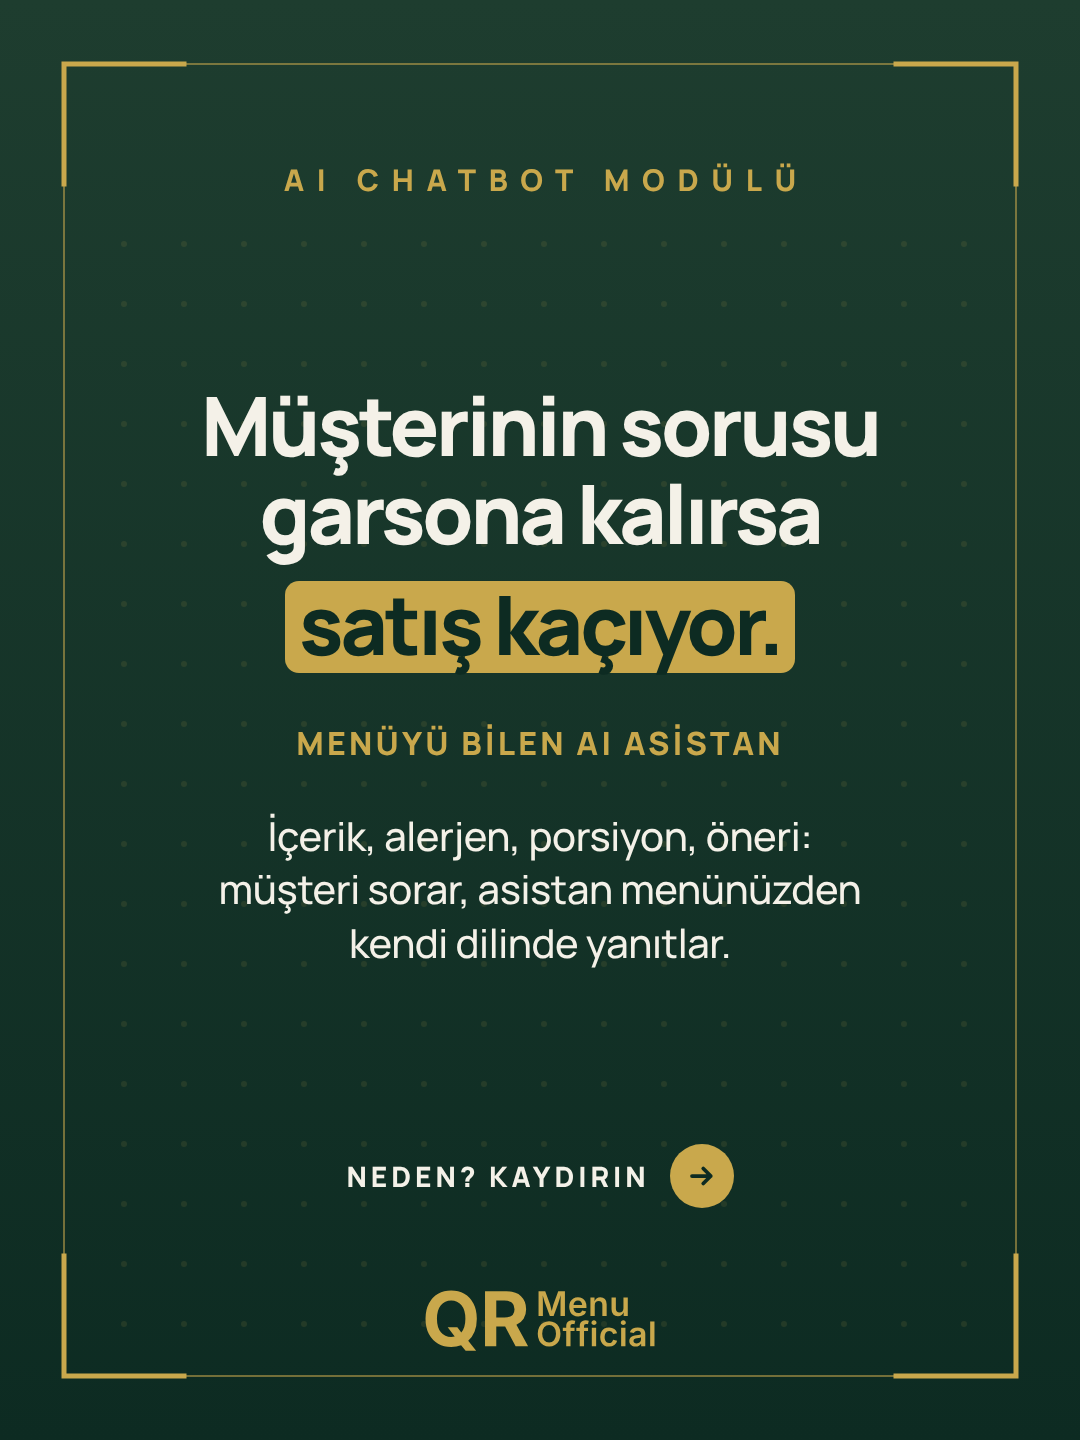 AI CHATBOT MODÜLÜ
Müşterinin sorusu
garsona kalırsa
satış kaçıyor.
MENÜYÜ BİLEN AI ASİSTAN
İçerik, alerjen, porsiyon, öneri:
müşteri sorar, asistan menünüzden
kendi dilinde yanıtlar.
NEDEN? KAYDIRIN
QR Menu
Official